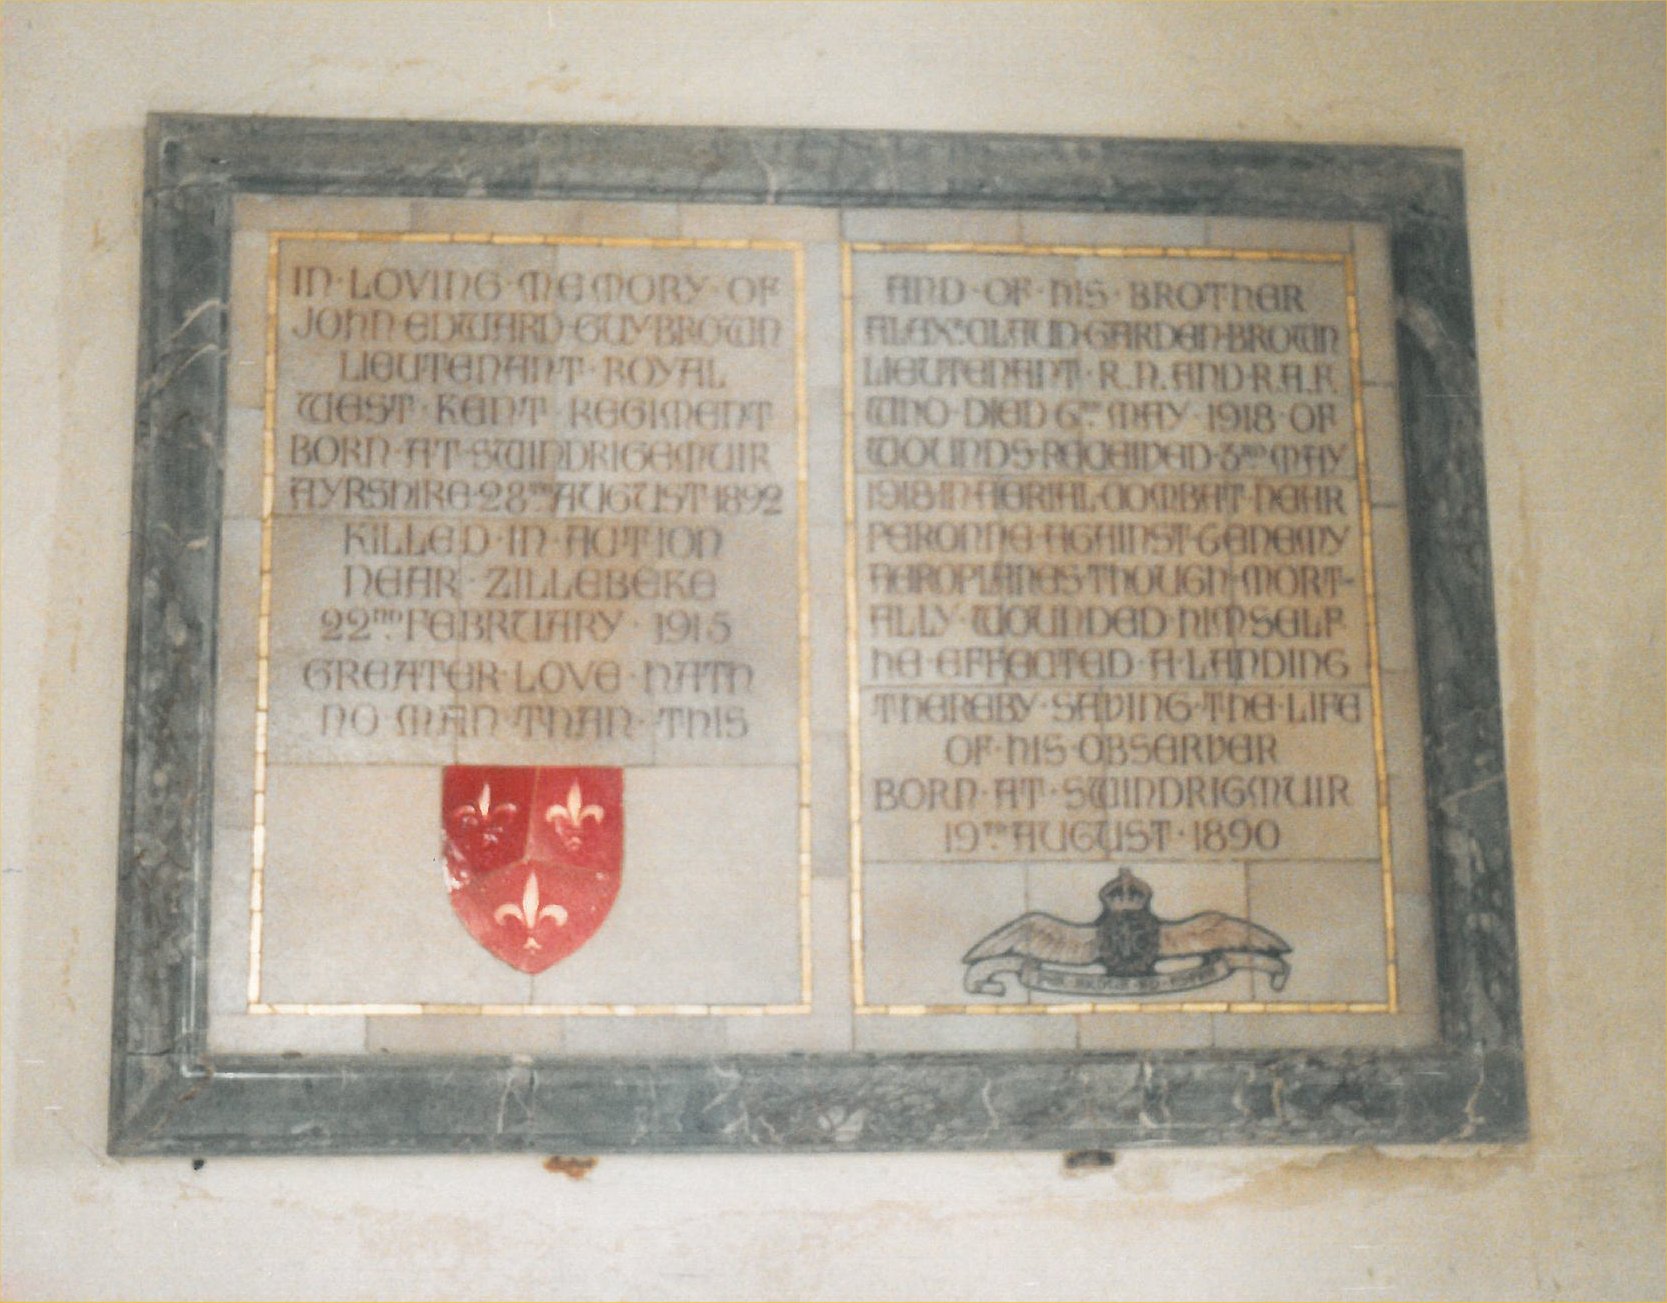 IN·LOVING·MEMORY·OF
JOHN·EDWARD·GUY·BROWN
LIEUTENANT·ROYAL
WEST·KENT·REGIMENT
BORN·AT·SWINDRIGEMUIR
AYRSHIRE·28TH AUGUST·1892
KILLED·IN·ACTION
NEAR·ZILLEBEKE
22ND FEBRUARY·1915
GREATER·LOVE·HATH
NO·MAN·THAN·THIS
AND·OF·HIS·BROTHER
ALEXR CLAUD·GARDEN·BROWN
LIEUTENANT·R.N. AND·R.A.F.
WHO·DIED 6TH MAY·1918·OF
WOUNDS·RECEIVED·3RD MAY
1918·IN·AERIAL·COMBAT·NEAR
PERONNE·AGAINST·6 ENEMY
AEROPLANES·THOUGH·MORT-
ALLY·WOUNDED·HIMSELF
HE·EFFECTED·A·LANDING
THEREBY·SAVING·THE·LIFE
OF·HIS·OBSERVER
BORN·AT·SWINDRIGMUIR
19TH AUGUST·1890